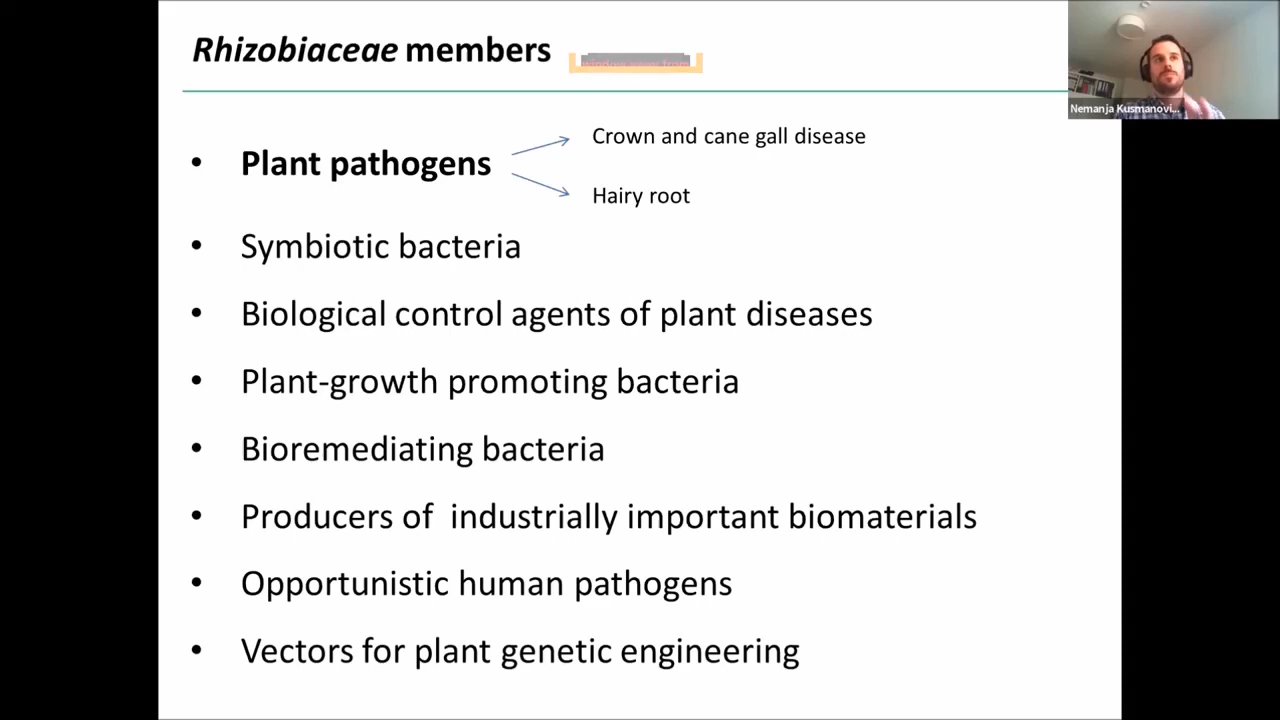 Rhizobiaceae members
Nemanja Kusmanovi...
• Plant pathogens
Crown and cane gall disease
Hairy root
• Symbiotic bacteria
• Biological control agents of plant diseases
• Plant-growth promoting bacteria
• Bioremediating bacteria
• Producers of  industrially important biomaterials
• Opportunistic human pathogens
• Vectors for plant genetic engineering